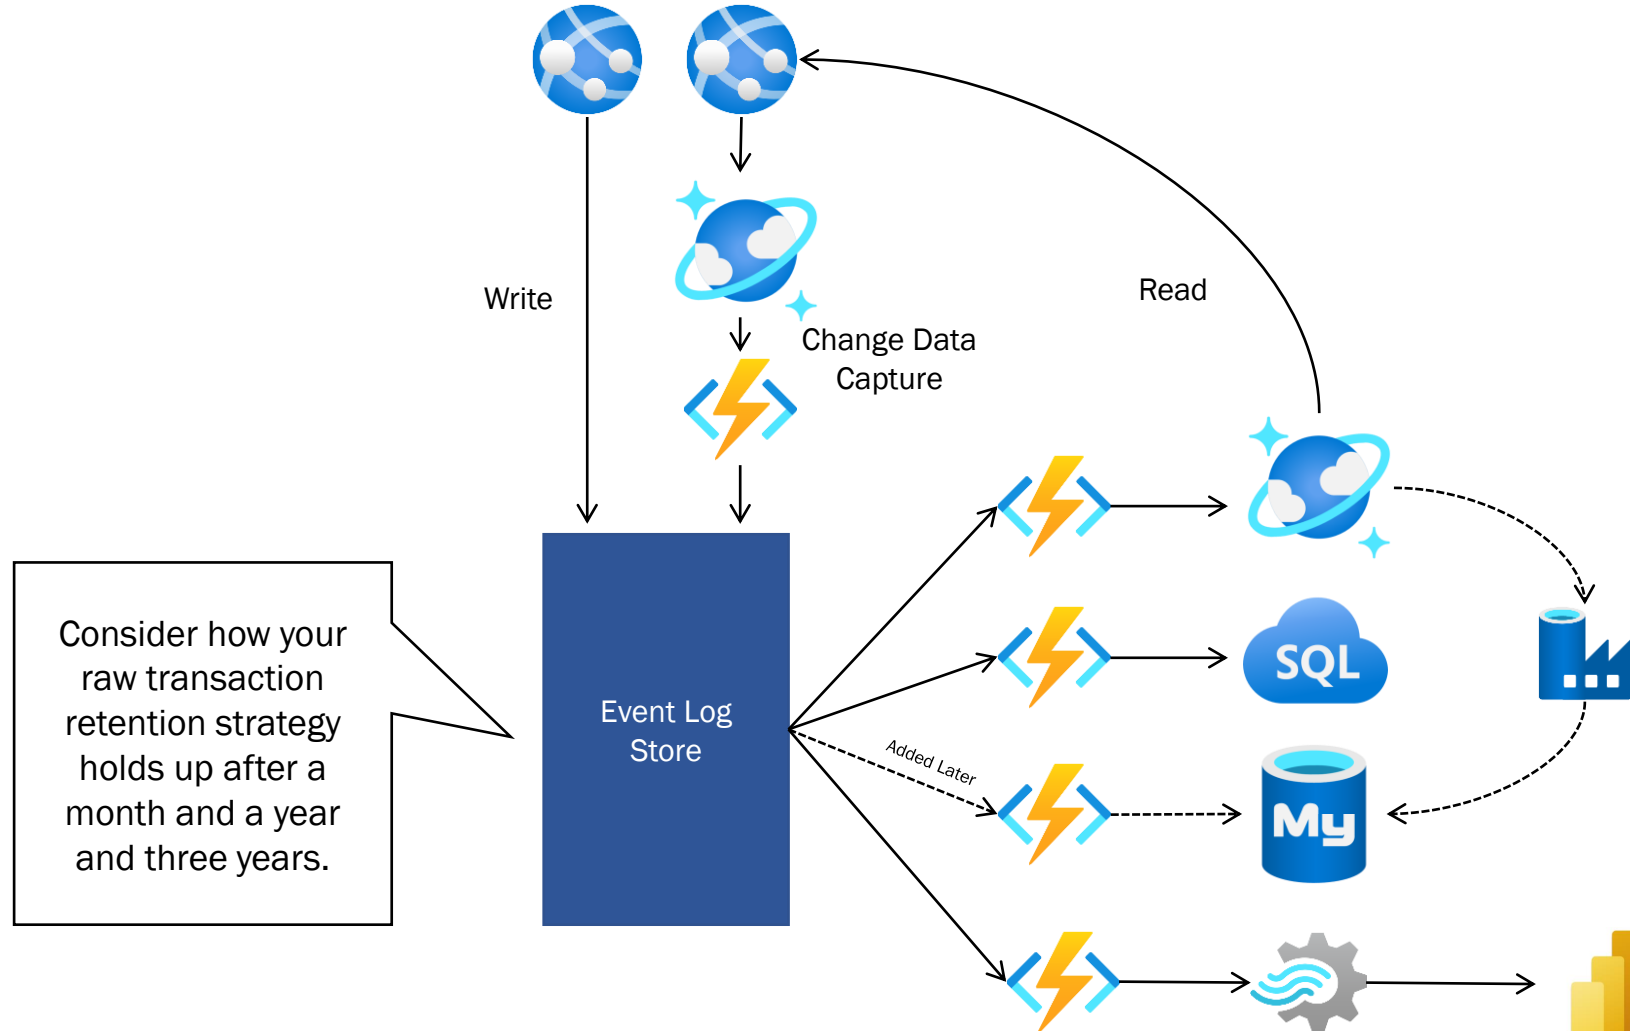 Write
Change Data
Capture
Read
Consider how your
raw transaction
retention strategy
holds up after a
month and a year
and three years.
Event Log
Store
Added Later
SQL
My